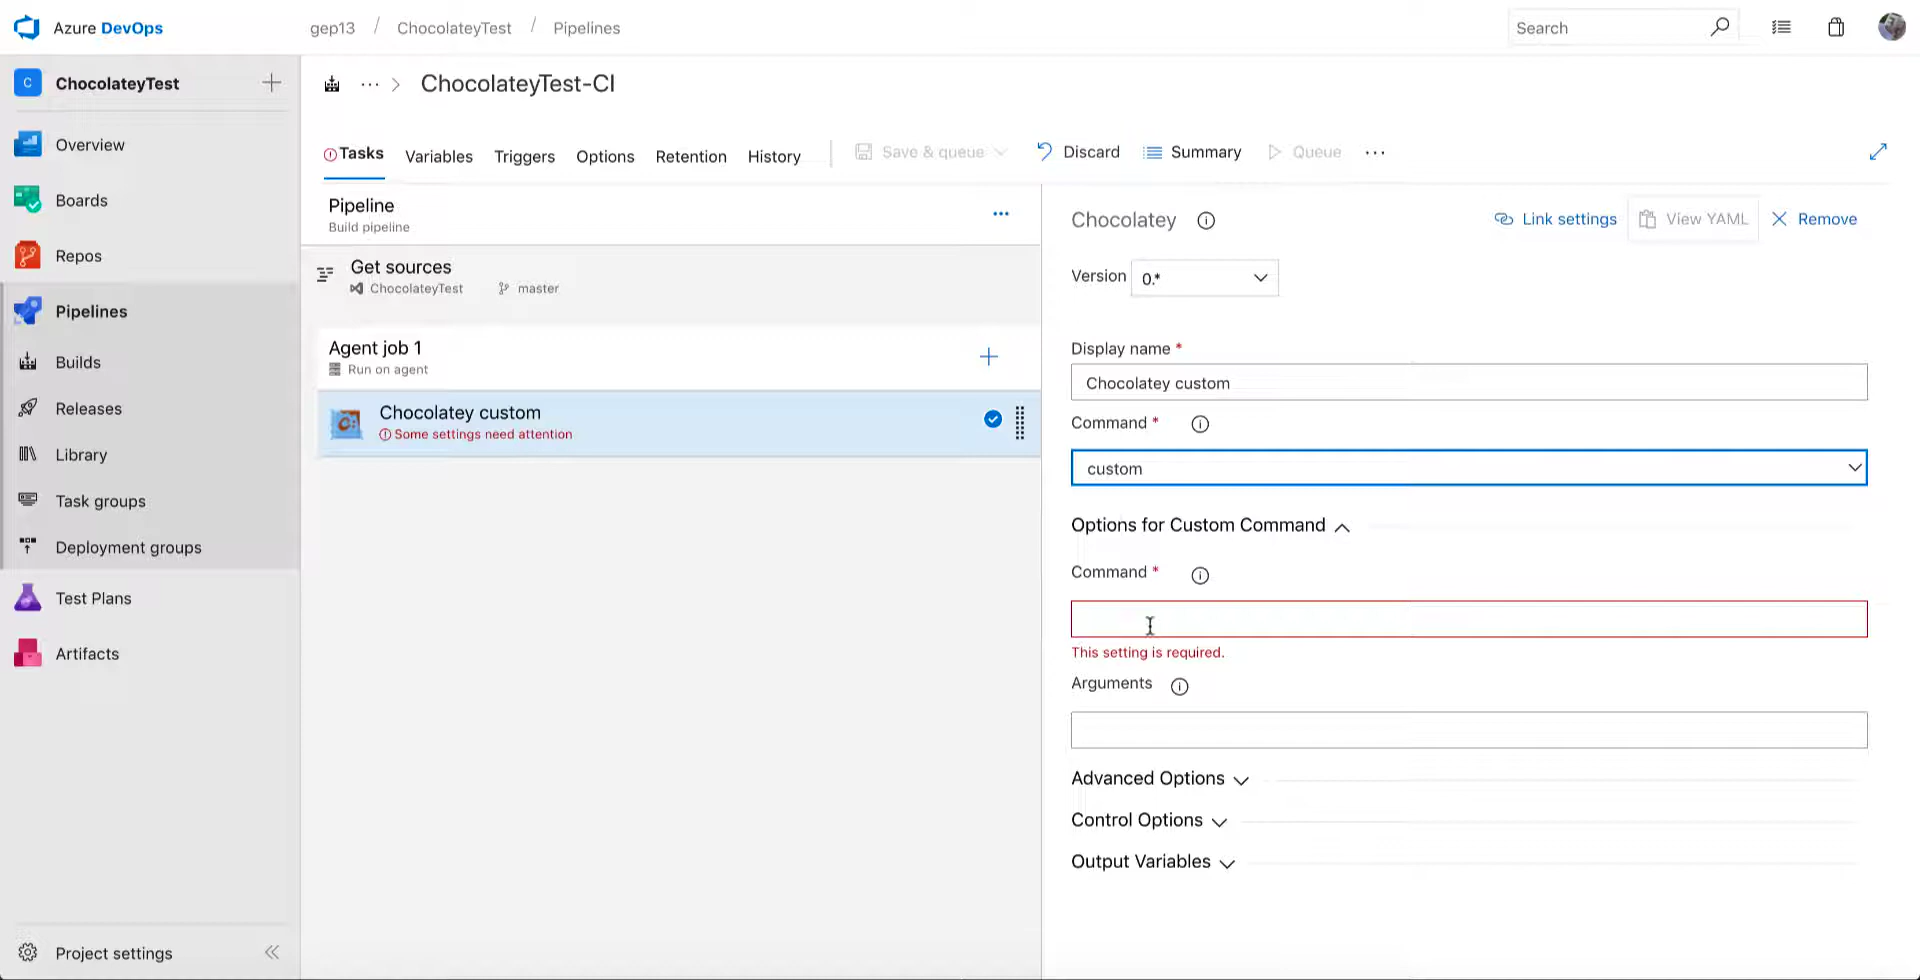 Azure DevOps
gep13 / ChocolateyTest / Pipelines
Search
C ChocolateyTest
Overview
Boards
Repos
Pipelines
Builds
Releases
Library
Task groups
Deployment groups
Test Plans
Artifacts
Project settings
ChocolateyTest-CI
Tasks Variables Triggers Options Retention History Save & queue Discard Summary Queue
Pipeline
Build pipeline
Get sources
ChocolateyTest master
Agent job 1
Run on agent
Chocolatey custom
Some settings need attention
Chocolatey Link settings View YAML Remove
Version 0.*
Display name *
Chocolatey custom
Command *
custom
Options for Custom Command
Command *
This setting is required.
Arguments
Advanced Options
Control Options
Output Variables